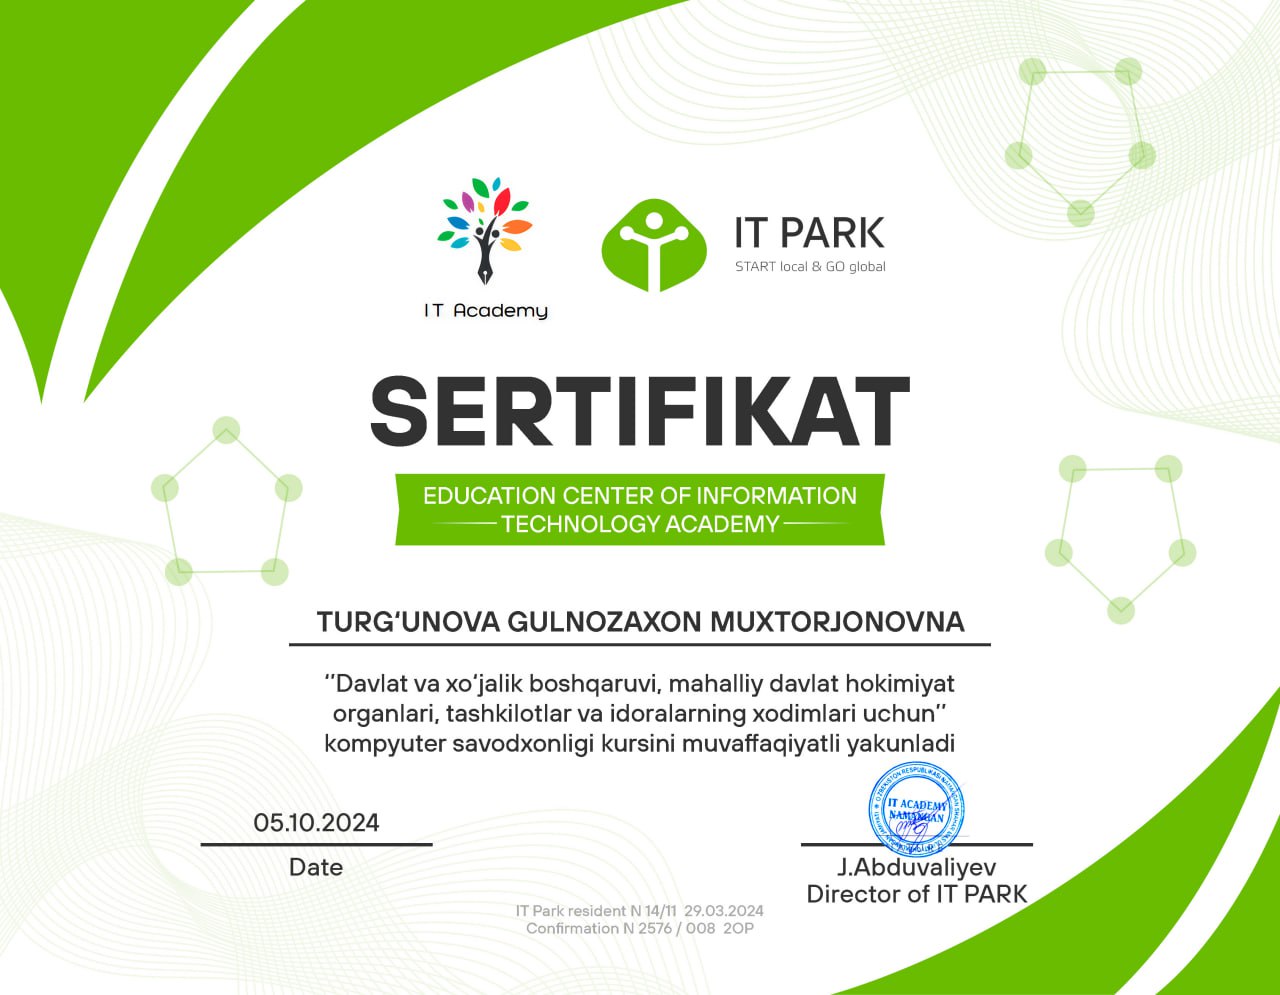 IT Academy
IT PARK
START local & GO global
SERTIFIKAT
EDUCATION CENTER OF INFORMATION
TECHNOLOGY ACADEMY
TURG‘UNOVA GULNOZAXON MUXTORJONOVNA
‘’Davlat va xo‘jalik boshqaruvi, mahalliy davlat hokimiyat
organlari, tashkilotlar va idoralarning xodimlari uchun’’
kompyuter savodxonligi kursini muvaffaqiyatli yakunladi
05.10.2024
Date
IT ACADEMY
NAMANGAN
J.Abduvaliyev
Director of IT PARK
IT Park resident N 14/11 29.03.2024
Confirmation N 2576 / 008 2OP